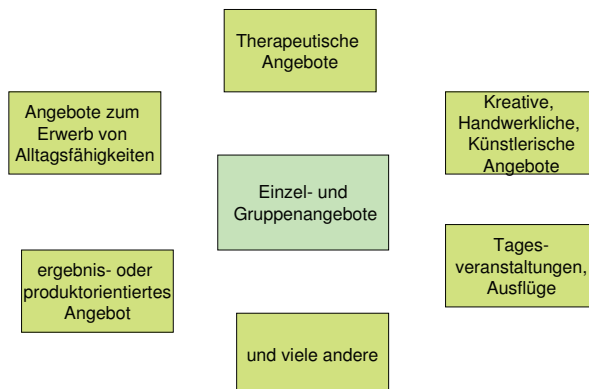 Therapeutische
Angebote
Angebote zum
Erwerb von
Alltagsfähigkeiten
Kreative,
Handwerkliche,
Künstlerische
Angebote
Einzel- und
Gruppenangebote
ergebnis- oder
produktorientiertes
Angebot
Tages-
veranstaltungen,
Ausflüge
und viele andere